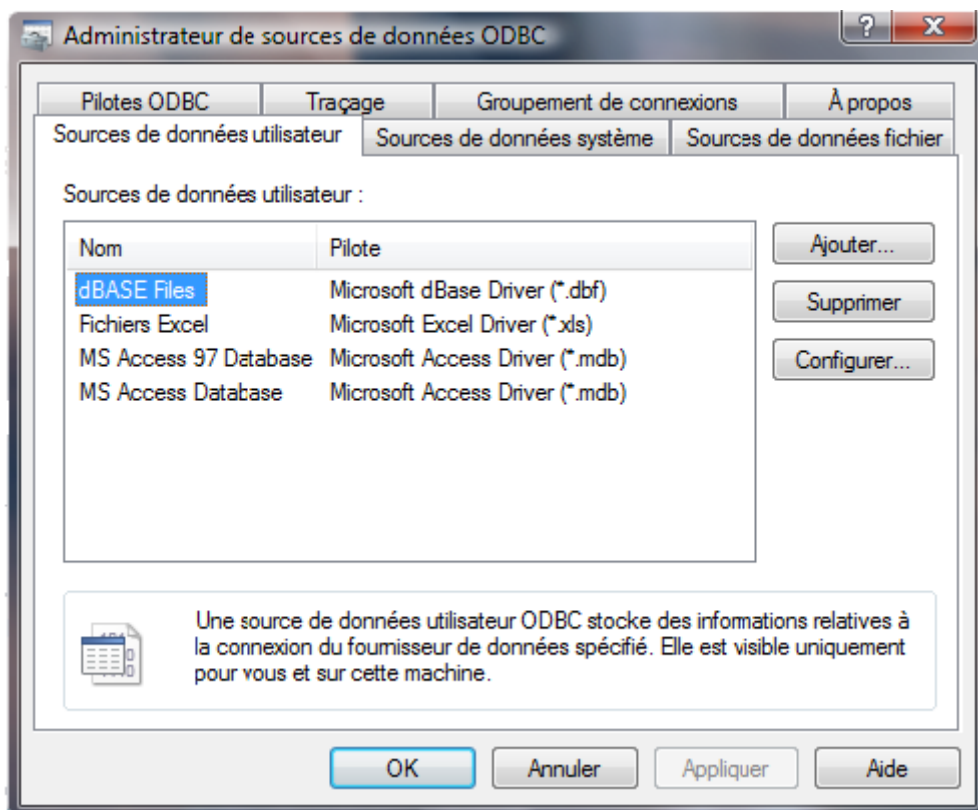 Administrateur de sources de données ODBC
Pilotes ODBC Traçage Groupement de connexions À propos
Sources de données utilisateur Sources de données système Sources de données fichier
Sources de données utilisateur :
Nom Pilote
dBASE Files Microsoft dBase Driver (*.dbf)
Fichiers Excel Microsoft Excel Driver (*.xls)
MS Access 97 Database Microsoft Access Driver (*.mdb)
MS Access Database Microsoft Access Driver (*.mdb)
Ajouter...
Supprimer
Configurer...
Une source de données utilisateur ODBC stocke des informations relatives à
la connexion du fournisseur de données spécifié. Elle est visible uniquement
pour vous et sur cette machine.
OK Annuler Appliquer Aide